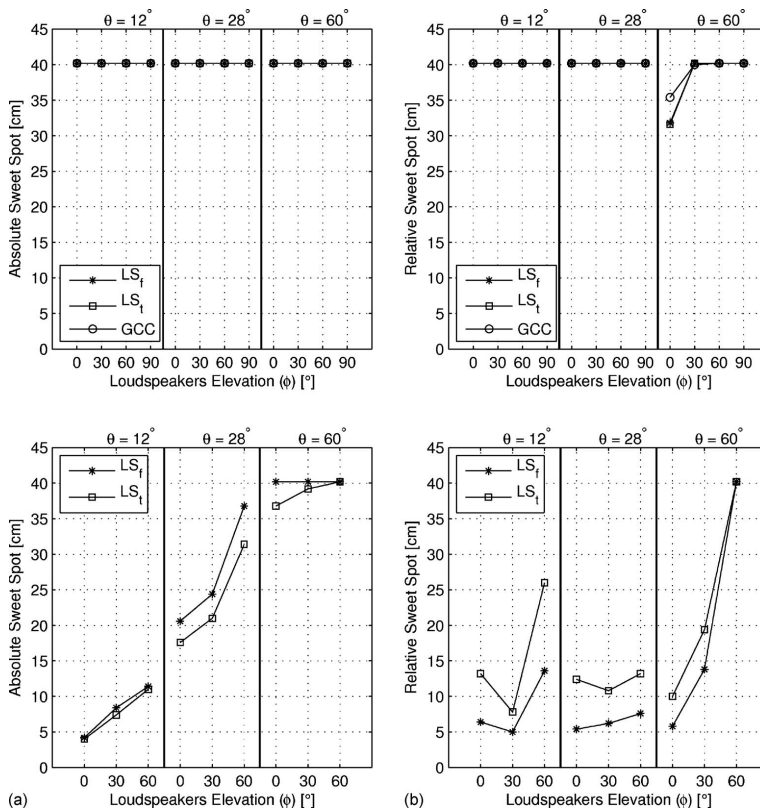 θ = 12° θ = 28° θ = 60°
45
40
35
30
25
20
15
10
5
0
Absolute Sweet Spot [cm]
LSf
LSt
GCC
0 30 60 90 0 30 60 90 0 30 60 90
Loudspeakers Elevation (ϕ) [°]
θ = 12° θ = 28° θ = 60°
45
40
35
30
25
20
15
10
5
0
Relative Sweet Spot [cm]
LSf
LSt
GCC
0 30 60 90 0 30 60 90 0 30 60 90
Loudspeakers Elevation (ϕ) [°]
θ = 12° θ = 28° θ = 60°
45
40
35
30
25
20
15
10
5
0
Absolute Sweet Spot [cm]
LSf
LSt
0 30 60 0 30 60 0 30 60
Loudspeakers Elevation (ϕ) [°]
(a)
θ = 12° θ = 28° θ = 60°
45
40
35
30
25
20
15
10
5
0
Relative Sweet Spot [cm]
LSf
LSt
0 30 60 0 30 60 0 30 60
Loudspeakers Elevation (ϕ) [°]
(b)